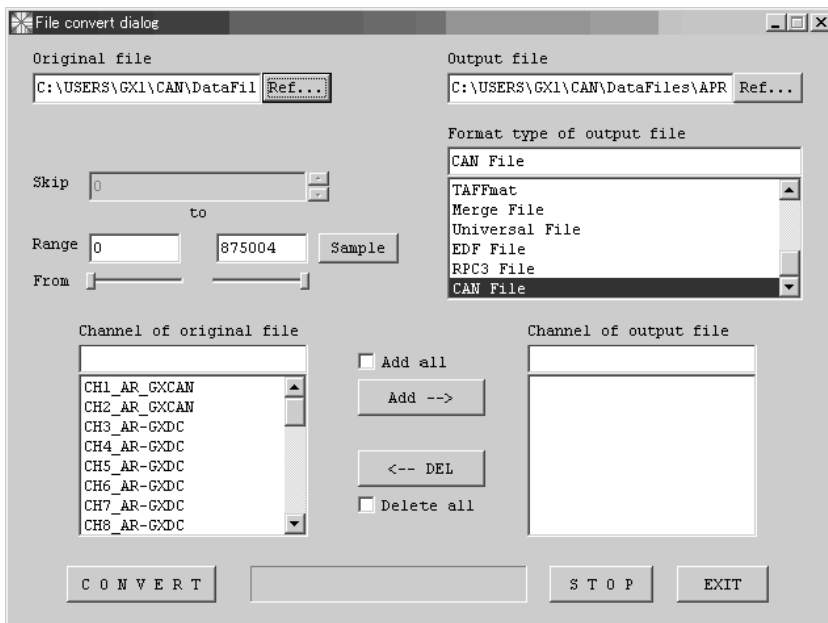 File convert dialog
Original file
C:\USERS\GX1\CAN\DataFil Ref...
Output file
C:\USERS\GX1\CAN\DataFiles\APR Ref...
Format type of output file
CAN File
TAFFmat
Merge File
Universal File
EDF File
RPC3 File
CAN File
Skip 0
to
Range 0 875004 Sample
From
Channel of original file
CH1_AR_GXCAN
CH2_AR_GXCAN
CH3_AR-GXDC
CH4_AR-GXDC
CH5_AR-GXDC
CH6_AR-GXDC
CH7_AR-GXDC
CH8_AR-GXDC
Add all
Add -->
<-- DEL
Delete all
Channel of output file
C O N V E R T
S T O P
EXIT